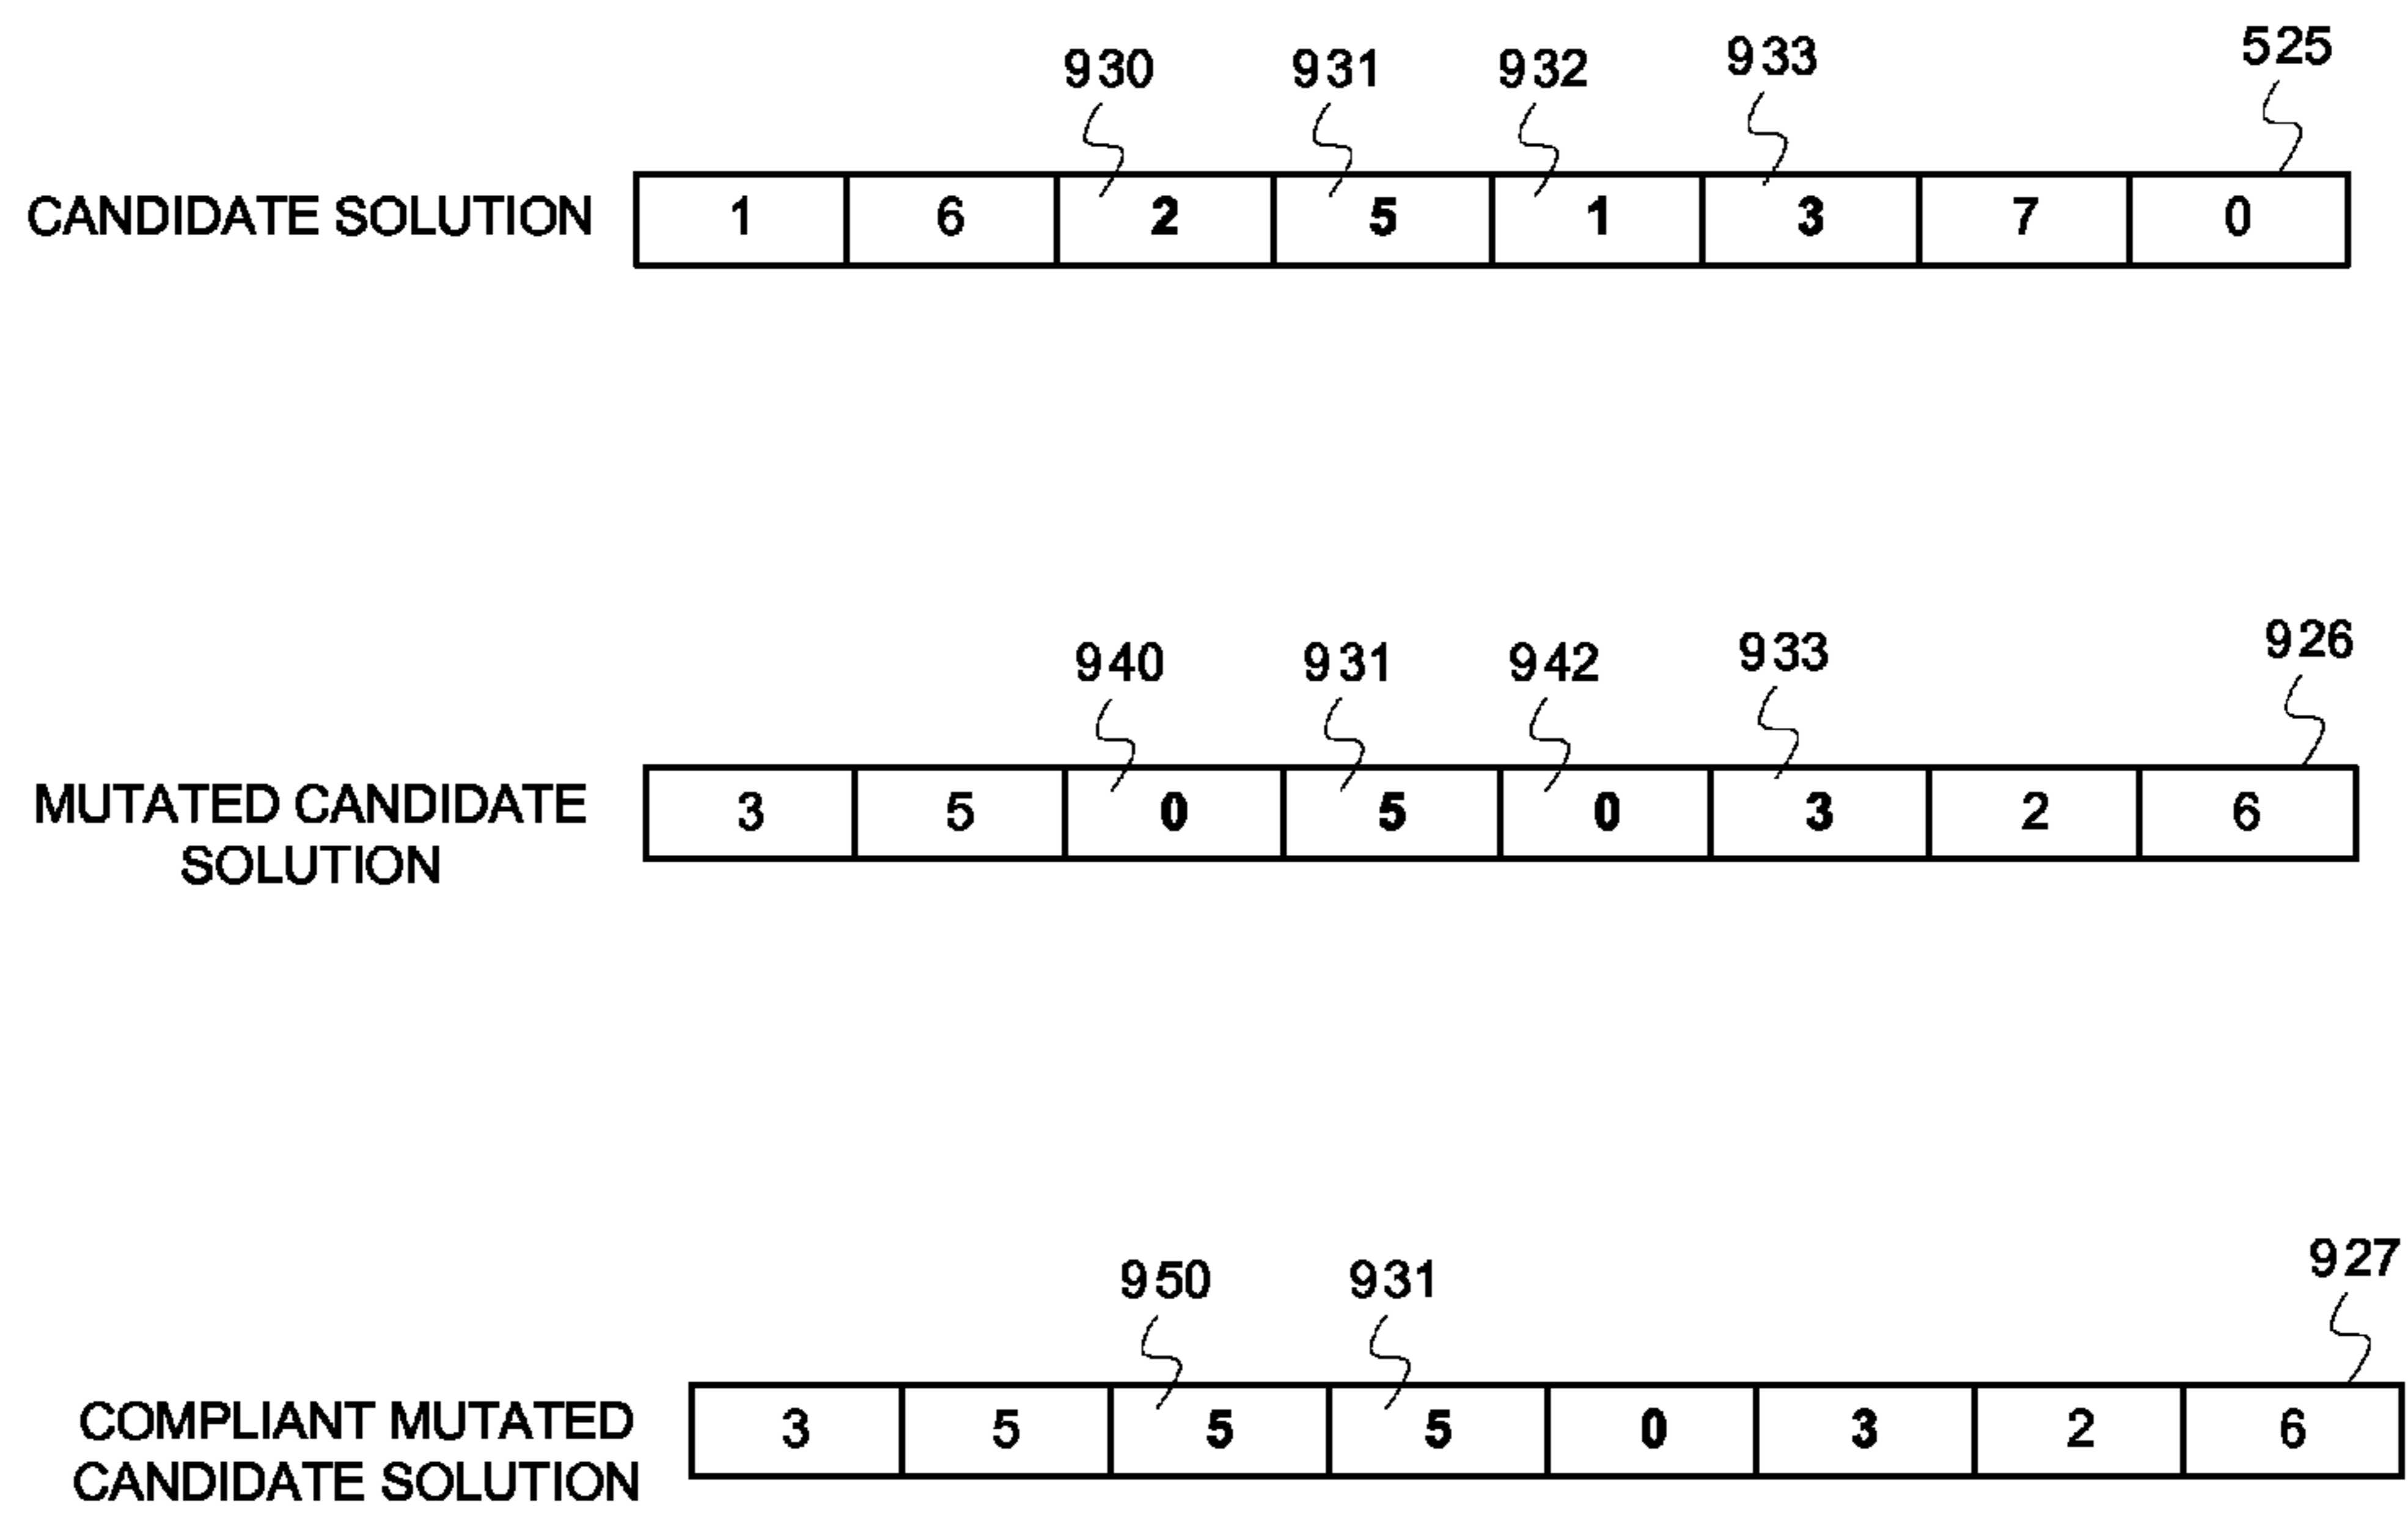 930 931 932 933 525
CANDIDATE SOLUTION 1 6 2 5 1 3 7 0
940 931 942 933 926
MUTATED CANDIDATE
SOLUTION
3 5 0 5 0 3 2 6
950 931 927
COMPLIANT MUTATED
CANDIDATE SOLUTION
3 5 5 5 0 3 2 6